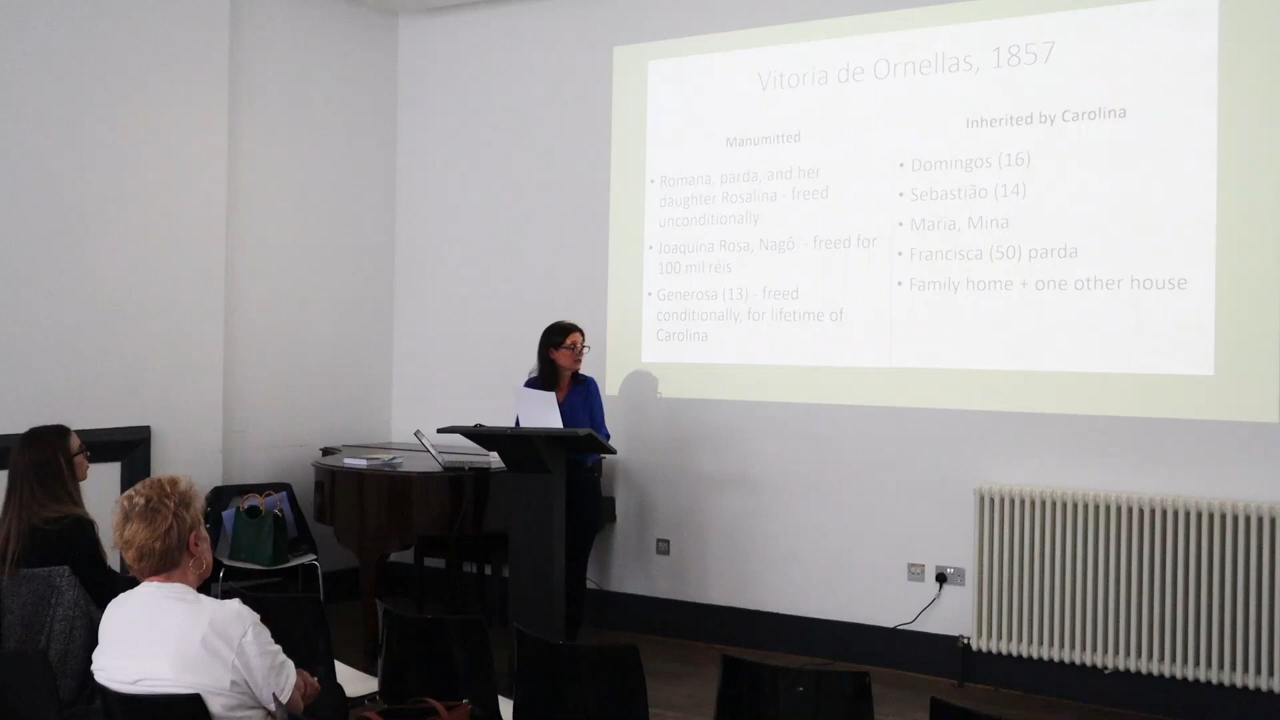 Vitoria de Ornellas, 1857
Manumitted
• Romana, parda, and her
daughter Rosalina - freed
unconditionally
• Joaquina Rosa, Nagô - freed for
100 mil réis
• Generosa (13) - freed
conditionally, for lifetime of
Carolina
Inherited by Carolina
• Domingos (16)
• Sebastião (14)
• Maria, Mina
• Francisca (50) parda
• Family home + one other house